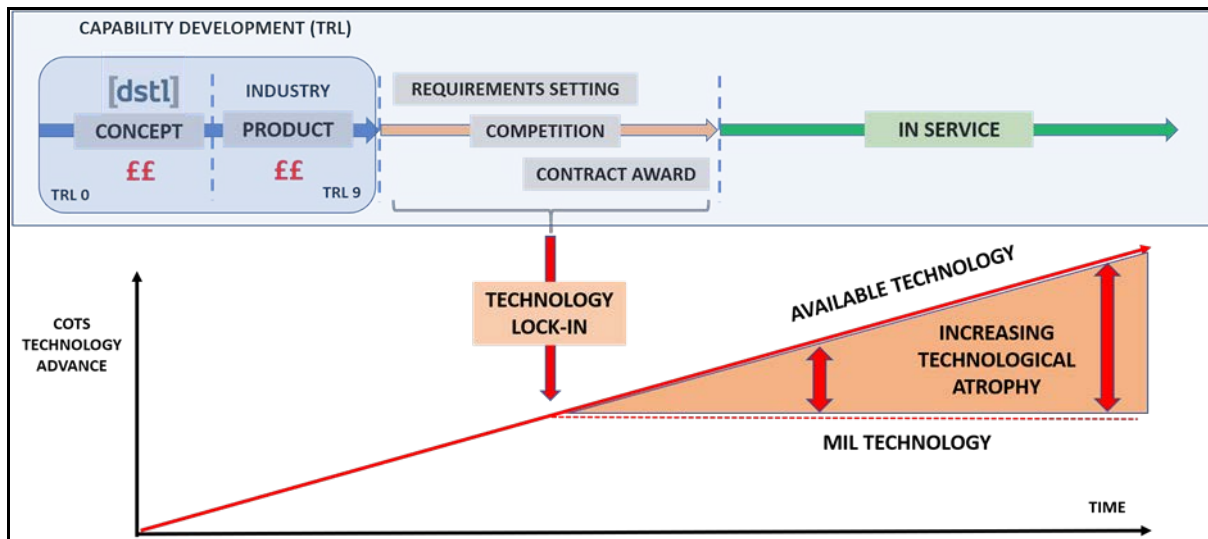 CAPABILITY DEVELOPMENT (TRL)
[dstl]
INDUSTRY
CONCEPT
PRODUCT
££
££
TRL 0
TRL 9
REQUIREMENTS SETTING
COMPETITION
CONTRACT AWARD
IN SERVICE
TECHNOLOGY
LOCK-IN
COTS
TECHNOLOGY
ADVANCE
AVAILABLE TECHNOLOGY
INCREASING
TECHNOLOGICAL
ATROPHY
MIL TECHNOLOGY
TIME